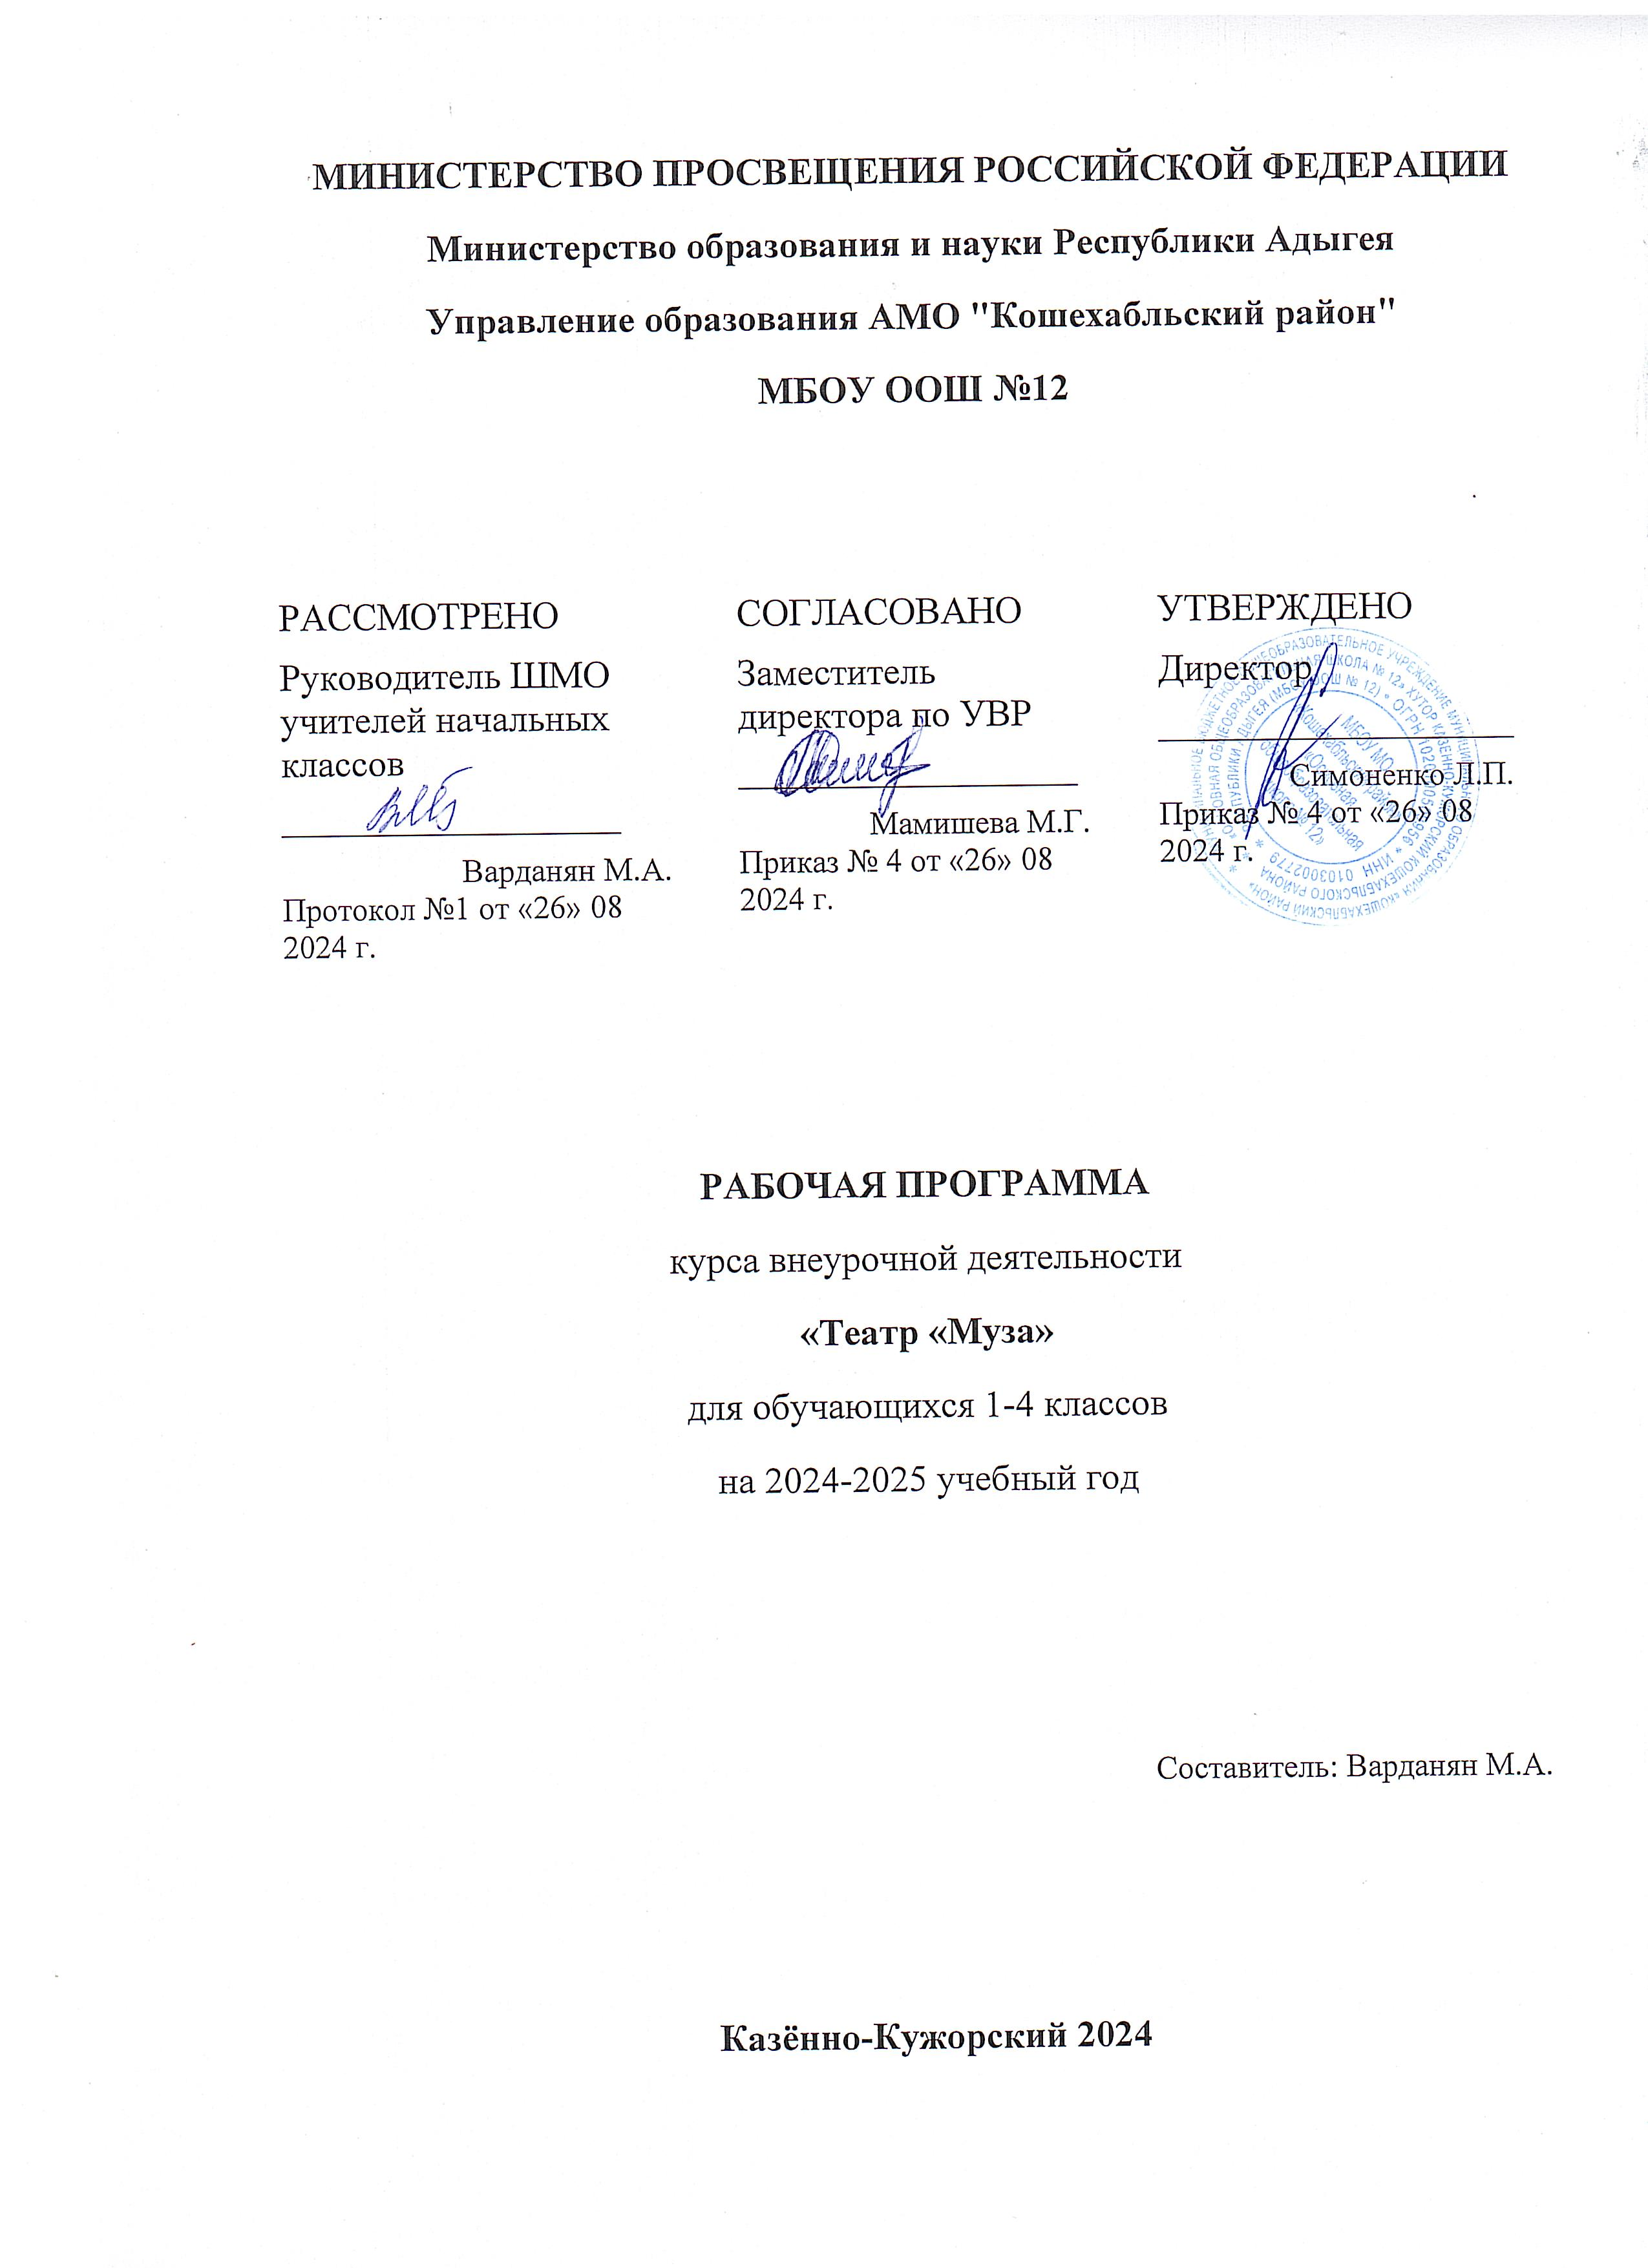 МИНИСТЕРСТВО ПРОСВЕЩЕНИЯ РОССИЙСКОЙ ФЕДЕРАЦИИ
Министерство образования и науки Республики Адыгея
Управление образования АМО "Кошехабльский район"
МБОУ ООШ №12
РАССМОТРЕНО
Руководитель ШМО
учителей начальных
классов
Варданян М.А.
Протокол №1 от «26» 08
2024 г.
СОГЛАСОВАНО
Заместитель
директора по УВР
Мамишева М.Г.
Приказ № 4 от «26» 08
2024 г.
УТВЕРЖДЕНО
Директор
Симоненко Л.П.
Приказ № 4 от «26» 08
2024 г.
РАБОЧАЯ ПРОГРАММА
курса внеурочной деятельности
«Театр «Муза»
для обучающихся 1-4 классов
на 2024-2025 учебный год
Составитель: Варданян М.А.
Казённо-Кужорский 2024